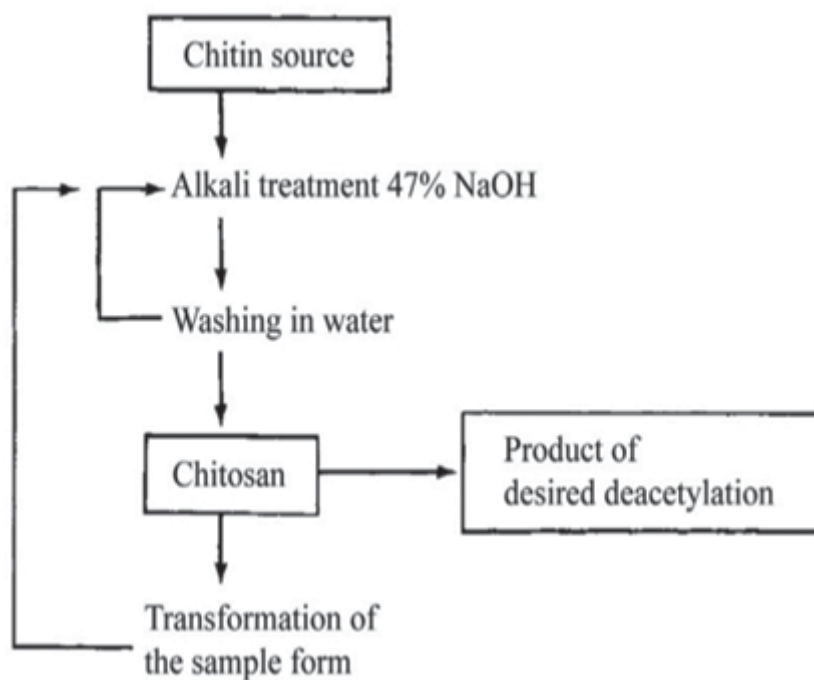 Chitin source
Alkali treatment 47% NaOH
Washing in water
Chitosan
Product of
desired deacetylation
Transformation of
the sample form